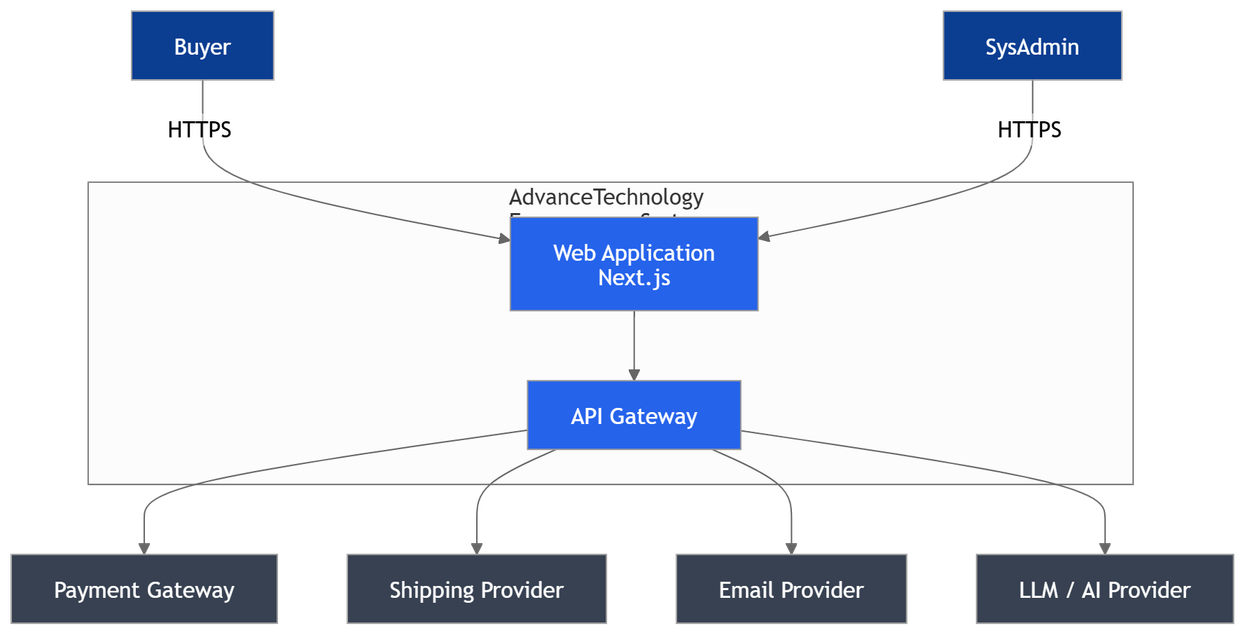 Buyer
SysAdmin
HTTPS
HTTPS
AdvanceTechnology
Web Application
Next.js
API Gateway
Payment Gateway
Shipping Provider
Email Provider
LLM / AI Provider